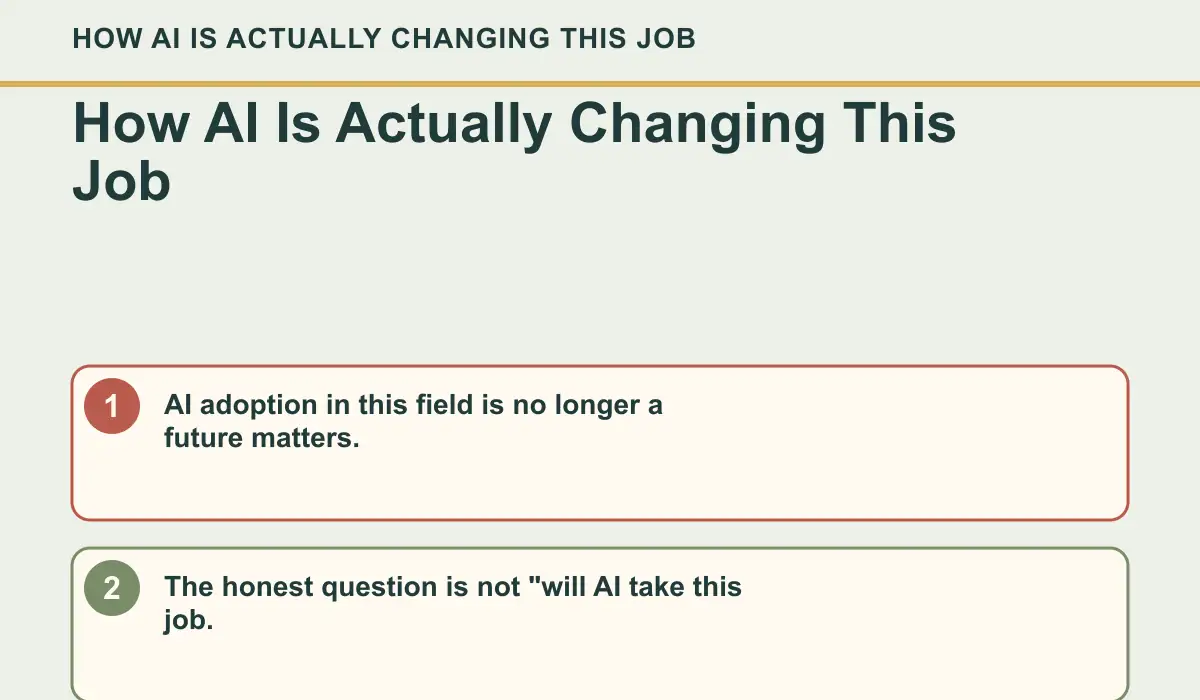 HOW AI IS ACTUALLY CHANGING THIS JOB
How AI Is Actually Changing This
Job
1
AI adoption in this field is no longer a
future matters.
2
The honest question is not "will AI take this
job.